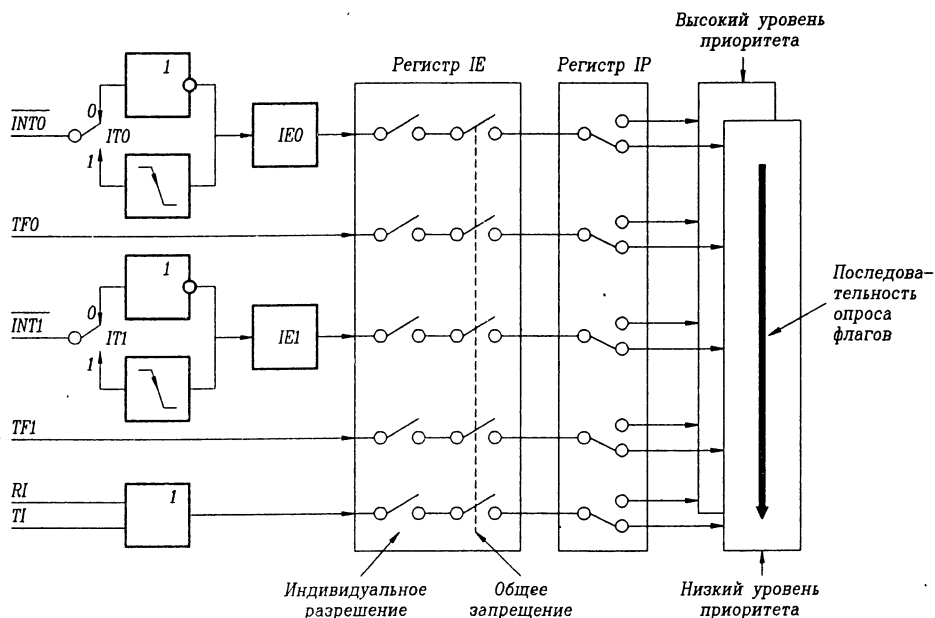 Высокий уровень
приоритета
Регистр IE
Регистр IP
1
INT0
0
IT0
1
IE0
TF0
1
INT1
0
IT1
1
IE1
TF1
RI
TI
1
Последова-
тельность
опроса
флагов
Индивидуальное
разрешение
Общее
запрещение
Низкий уровень
приоритета